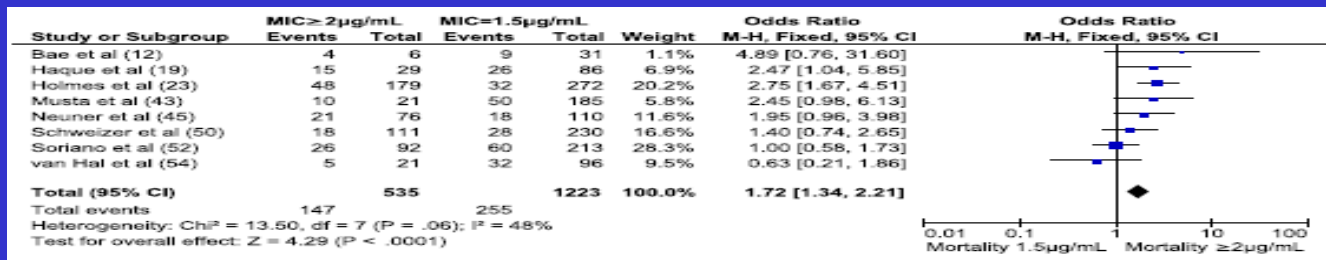 MIC≥2µg/mL MIC=1.5µg/mL Odds Ratio Odds Ratio
Study or Subgroup Events Total Events Total Weight M-H, Fixed, 95% CI M-H, Fixed, 95% CI
Bae et al (12) 4 6 9 31 1.1% 4.89 [0.76, 31.60]
Haque et al (19) 15 29 26 86 6.9% 2.47 [1.04, 5.85]
Holmes et al (23) 48 179 32 272 20.2% 2.75 [1.67, 4.51]
Musta et al (43) 10 21 50 185 5.8% 2.45 [0.98, 6.13]
Neuner et al (45) 21 76 18 110 11.6% 1.95 [0.96, 3.98]
Schweizer et al (50) 18 111 28 230 16.6% 1.40 [0.74, 2.65]
Soriano et al (52) 26 92 60 213 28.3% 1.00 [0.58, 1.73]
van Hal et al (54) 5 21 32 96 9.5% 0.63 [0.21, 1.86]
Total (95% CI) 535 1223 100.0% 1.72 [1.34, 2.21]
Total events 147 255
Heterogeneity: Chi² = 13.50, df = 7 (P = .06); I² = 48%
Test for overall effect: Z = 4.29 (P < .0001)
0.01 0.1 1 10 100
Mortality 1.5µg/mL Mortality ≥2µg/mL